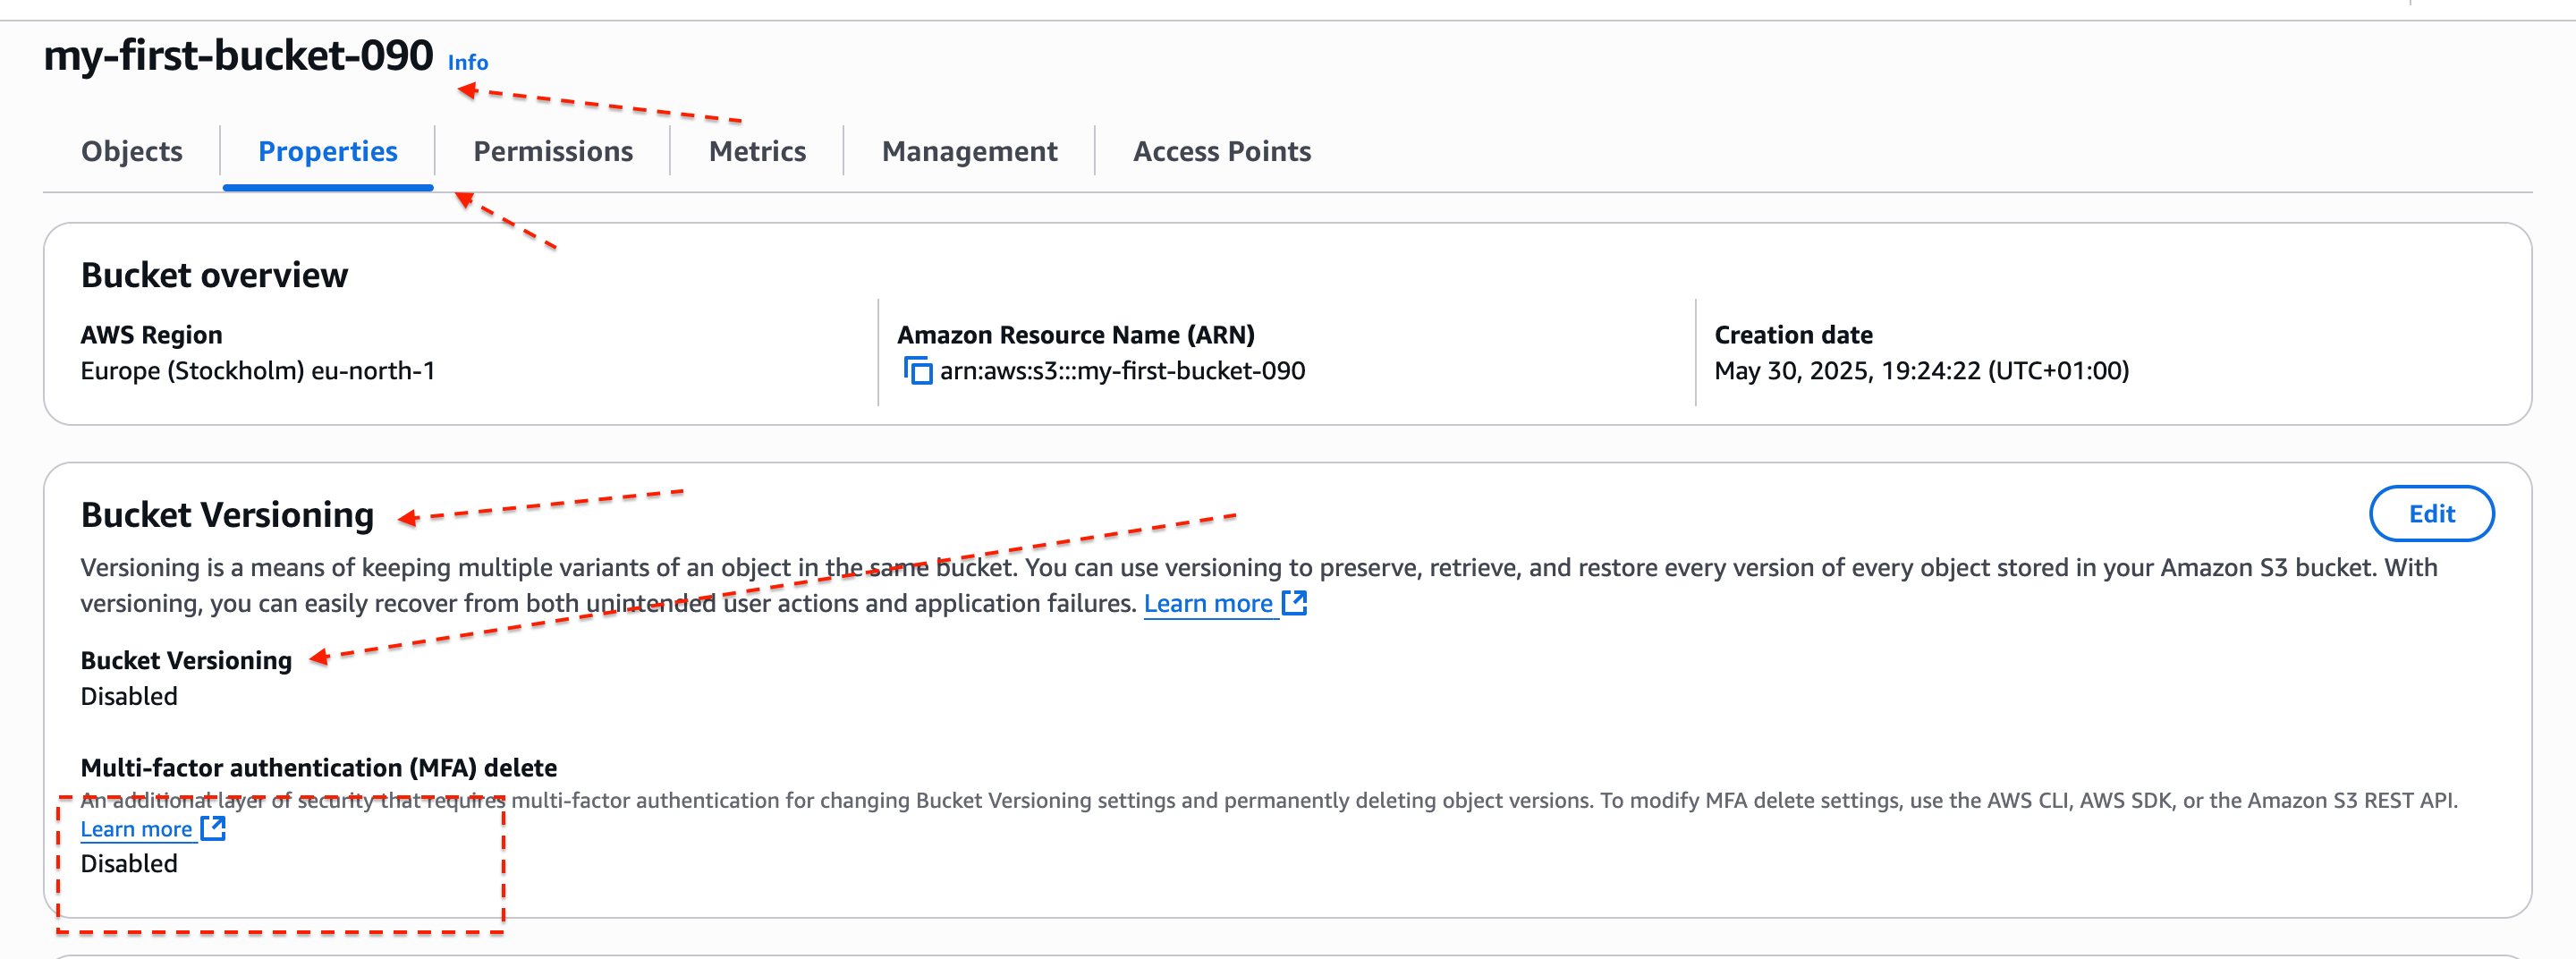 my-first-bucket-090 Info
Objects Properties Permissions Metrics Management Access Points
Bucket overview
AWS Region
Europe (Stockholm) eu-north-1
Amazon Resource Name (ARN)
arn:aws:s3:::my-first-bucket-090
Creation date
May 30, 2025, 19:24:22 (UTC+01:00)
Bucket Versioning
Edit
Versioning is a means of keeping multiple variants of an object in the same bucket. You can use versioning to preserve, retrieve, and restore every version of every object stored in your Amazon S3 bucket. With
versioning, you can easily recover from both unintended user actions and application failures. Learn more
Bucket Versioning
Disabled
Multi-factor authentication (MFA) delete
An additional layer of security that requires multi-factor authentication for changing Bucket Versioning settings and permanently deleting object versions. To modify MFA delete settings, use the AWS CLI, AWS SDK, or the Amazon S3 REST API.
Learn more
Disabled